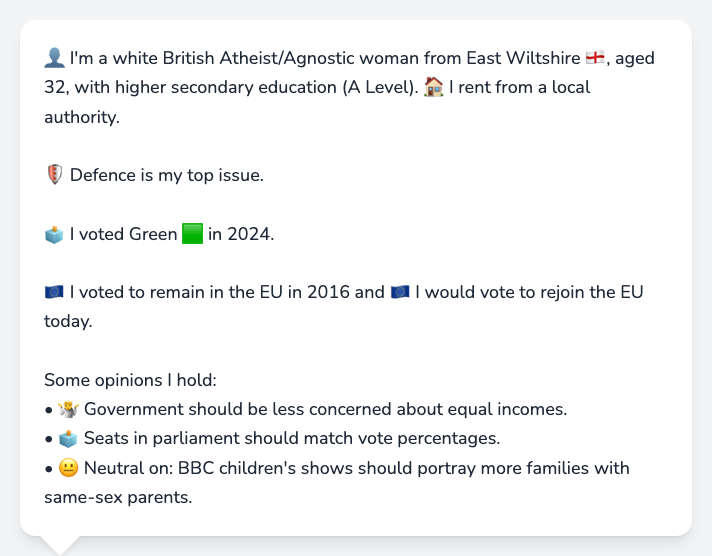 👤 I'm a white British Atheist/Agnostic woman from East Wiltshire 🏴󠁧󠁢󠁥󠁮󠁧󠁿, aged
32, with higher secondary education (A Level). 🏠 I rent from a local
authority.
🛡️ Defence is my top issue.
🗳️ I voted Green 🟩 in 2024.
🇪🇺 I voted to remain in the EU in 2016 and 🇪🇺 I would vote to rejoin the EU
today.
Some opinions I hold:
• 🤷 Government should be less concerned about equal incomes.
• 🗳️ Seats in parliament should match vote percentages.
• 😐 Neutral on: BBC children's shows should portray more families with
same-sex parents.